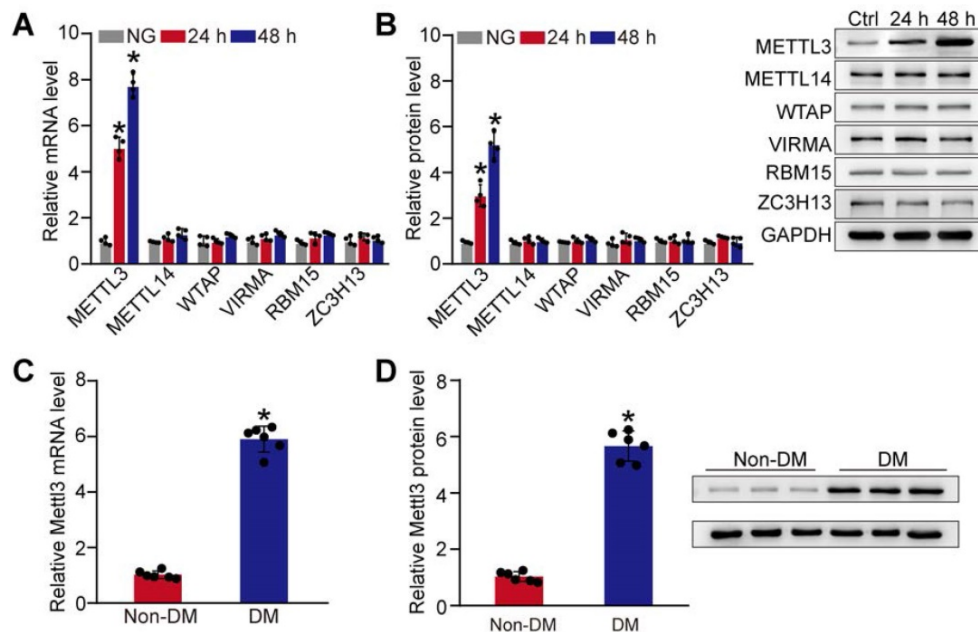 A
Relative mRNA level
10
8
6
4
2
0
NG 24 h 48 h
*
*
METTL3
METTL14
WTAP
VIRMA
RBM15
ZC3H13
B
Relative protein level
10
8
6
4
2
0
NG 24 h 48 h
*
*
METTL3
METTL14
WTAP
VIRMA
RBM15
ZC3H13
Ctrl 24 h 48 h
METTL3
METTL14
WTAP
VIRMA
RBM15
ZC3H13
GAPDH
C
Relative Mettl3 mRNA level
8
6
4
2
0
*
Non-DM DM
D
Relative Mettl3 protein level
8
6
4
2
0
*
Non-DM DM
Non-DM DM